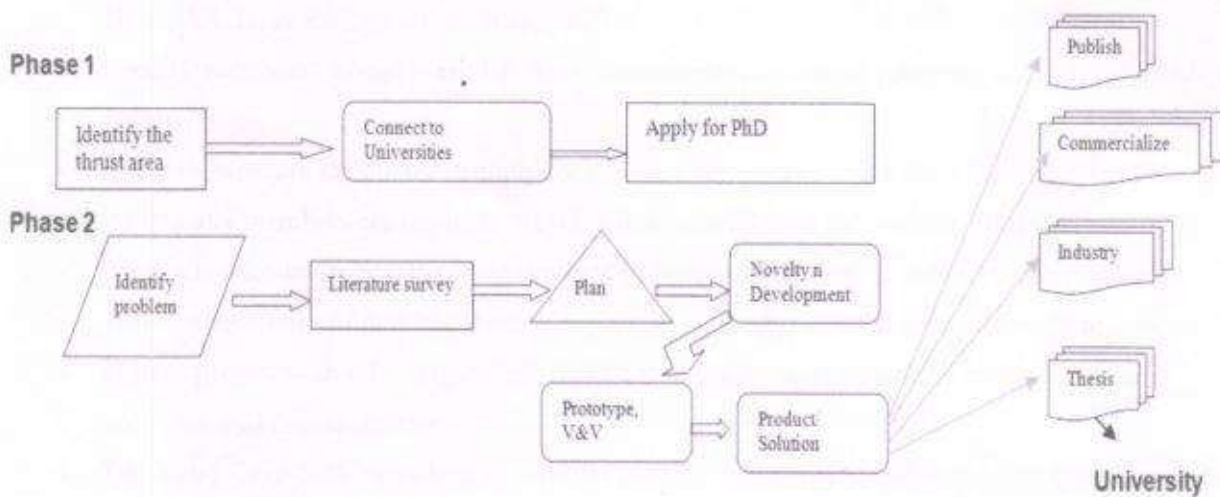 Phase 1
Identify the
thrust area
Connect to
Universities
Apply for PhD
Phase 2
Identify
problem
Literature survey
Plan
Novelty n
Development
Prototype,
V&V
Product
Solution
Publish
Commercialize
Industry
Thesis
University